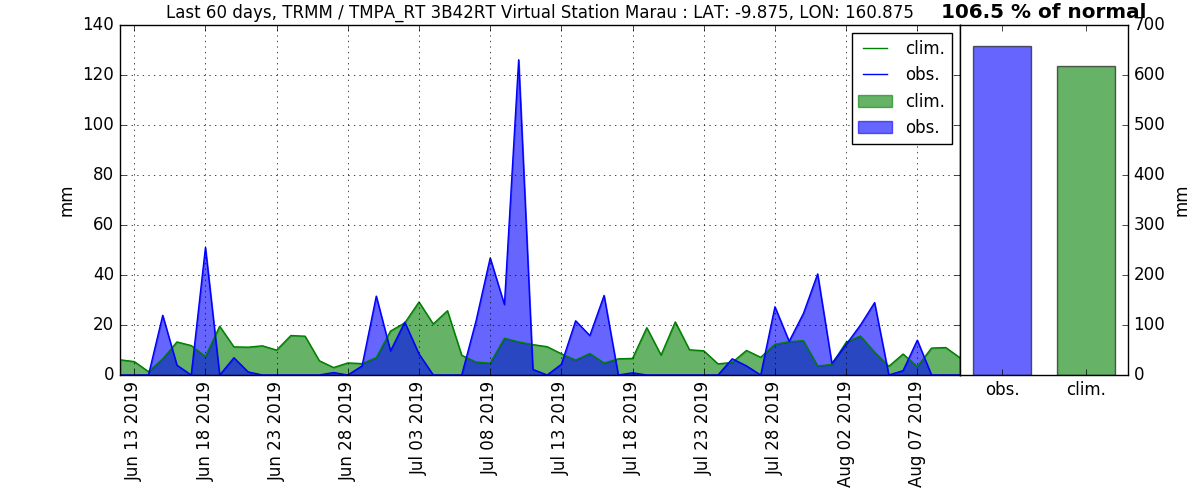 Last 60 days, TRMM / TMPA_RT 3B42RT Virtual Station Marau : LAT: -9.875, LON: 160.875
106.5 % of normal
140
120
100
80
60
40
20
0
mm
clim.
obs.
clim.
obs.
700
600
500
400
300
200
100
0
mm
Jun 13 2019
Jun 18 2019
Jun 23 2019
Jun 28 2019
Jul 03 2019
Jul 08 2019
Jul 13 2019
Jul 18 2019
Jul 23 2019
Jul 28 2019
Aug 02 2019
Aug 07 2019
obs.
clim.